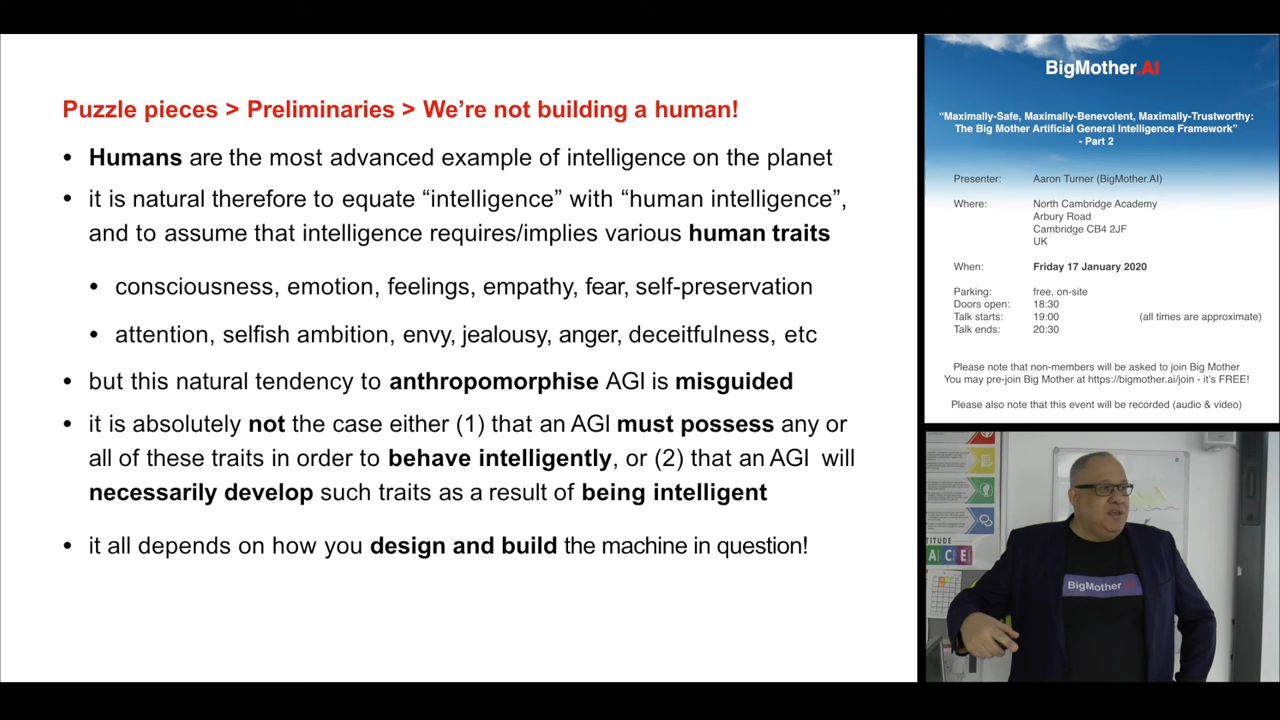 Puzzle pieces > Preliminaries > We’re not building a human!
• Humans are the most advanced example of intelligence on the planet
• it is natural therefore to equate “intelligence” with “human intelligence”,
and to assume that intelligence requires/implies various human traits
• consciousness, emotion, feelings, empathy, fear, self-preservation
• attention, selfish ambition, envy, jealousy, anger, deceitfulness, etc
• but this natural tendency to anthropomorphise AGI is misguided
• it is absolutely not the case either (1) that an AGI must possess any or
all of these traits in order to behave intelligently, or (2) that an AGI will
necessarily develop such traits as a result of being intelligent
• it all depends on how you design and build the machine in question!
BigMother.AI
“Maximally-Safe, Maximally-Benevolent, Maximally-Trustworthy:
The Big Mother Artificial General Intelligence Framework”
- Part 2
Presenter: Aaron Turner (BigMother.AI)
Where: North Cambridge Academy
Arbury Road
Cambridge CB4 2JF
UK
When: Friday 17 January 2020
Parking: free, on-site
Doors open: 18:30
Talk starts: 19:00 (all times are approximate)
Talk ends: 20:30
Please note that non-members will be asked to join Big Mother
You may pre-join Big Mother at https://bigmother.ai/join - it’s FREE!
Please also note that this event will be recorded (audio & video)
TITUDE
ACE
BigMother.AI